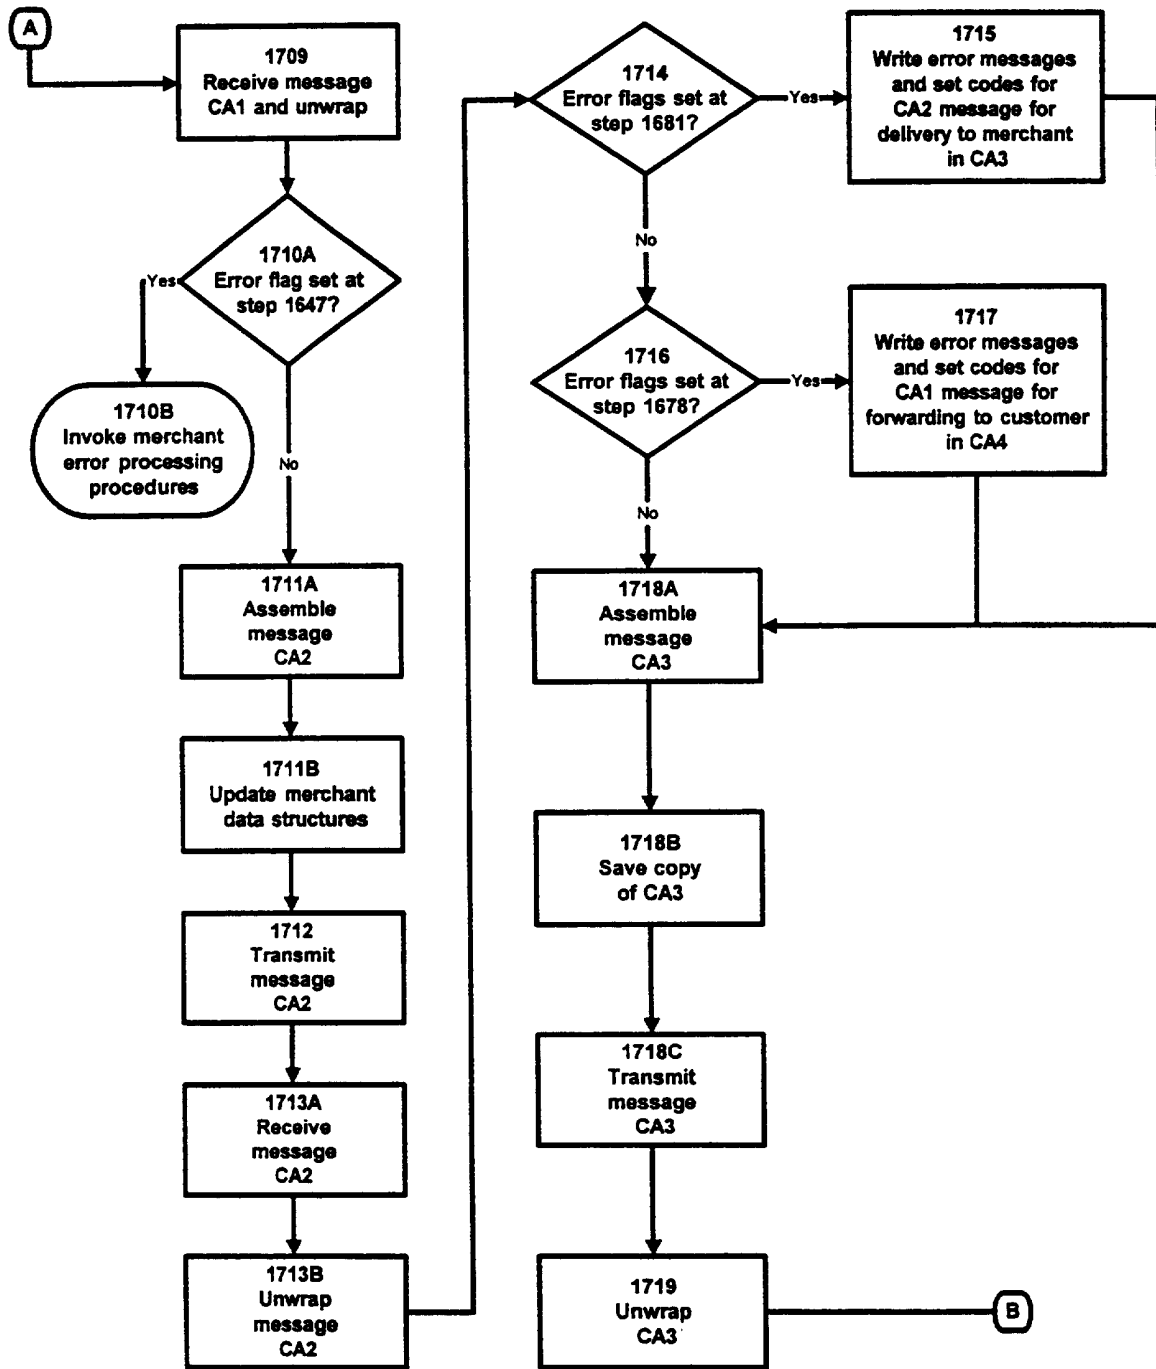 A
1709
Receive message
CA1 and unwrap
1710A
Error flag set at
step 1647?
Yes
1710B
Invoke merchant
error processing
procedures
No
1711A
Assemble
message
CA2
1711B
Update merchant
data structures
1712
Transmit
message
CA2
1713A
Receive
message
CA2
1713B
Unwrap
message
CA2
1714
Error flags set at
step 1681?
Yes
1715
Write error messages
and set codes for
CA2 message for
delivery to merchant
in CA3
No
1716
Error flags set at
step 1678?
Yes
1717
Write error messages
and set codes for
CA1 message for
forwarding to customer
in CA4
No
1718A
Assemble
message
CA3
1718B
Save copy
of CA3
1718C
Transmit
message
CA3
1719
Unwrap
CA3
B